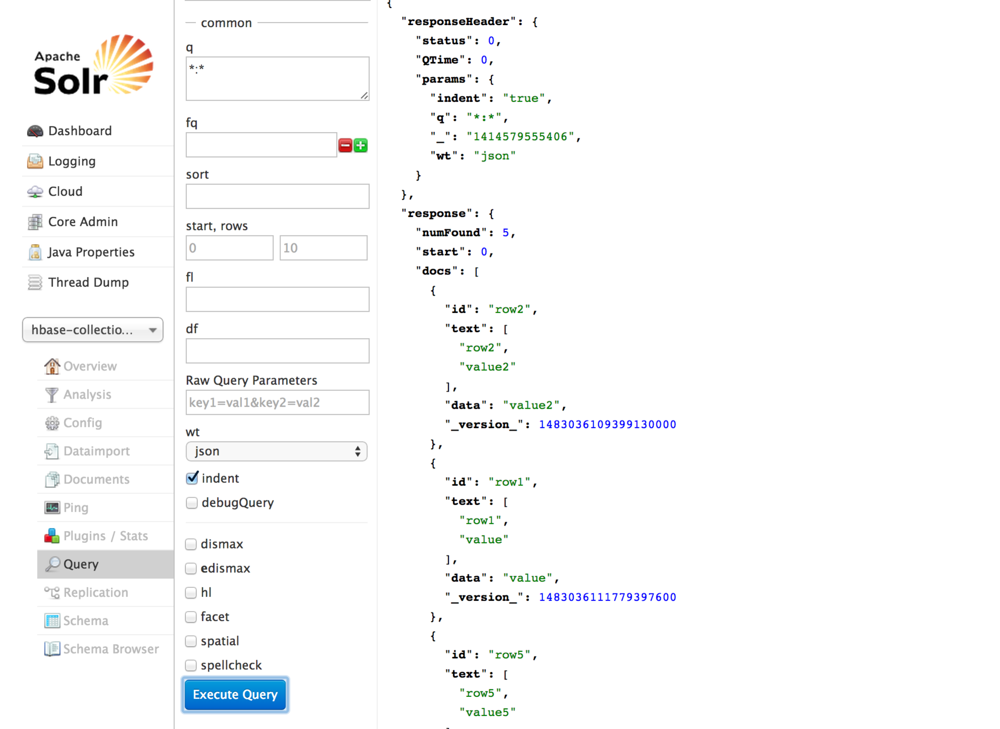 Apache
Solr
Dashboard
Logging
Cloud
Core Admin
Java Properties
Thread Dump
hbase-collectio...
Overview
Analysis
Config
Dataimport
Documents
Ping
Plugins / Stats
Query
Replication
Schema
Schema Browser
common
q
*:*
fq
sort
start, rows
0 10
fl
df
Raw Query Parameters
key1=val1&key2=val2
wt
json
indent
debugQuery
dismax
edismax
hl
facet
spatial
spellcheck
Execute Query
{
"responseHeader": {
"status": 0,
"QTime": 0,
"params": {
"indent": "true",
"q": "*:*",
"_": "1414579555406",
"wt": "json"
}
},
"response": {
"numFound": 5,
"start": 0,
"docs": [
{
"id": "row2",
"text": [
"row2",
"value2"
],
"data": "value2",
"_version_": 1483036109399130000
},
{
"id": "row1",
"text": [
"row1",
"value"
],
"data": "value",
"_version_": 1483036111779397600
},
{
"id": "row5",
"text": [
"row5",
"value5"